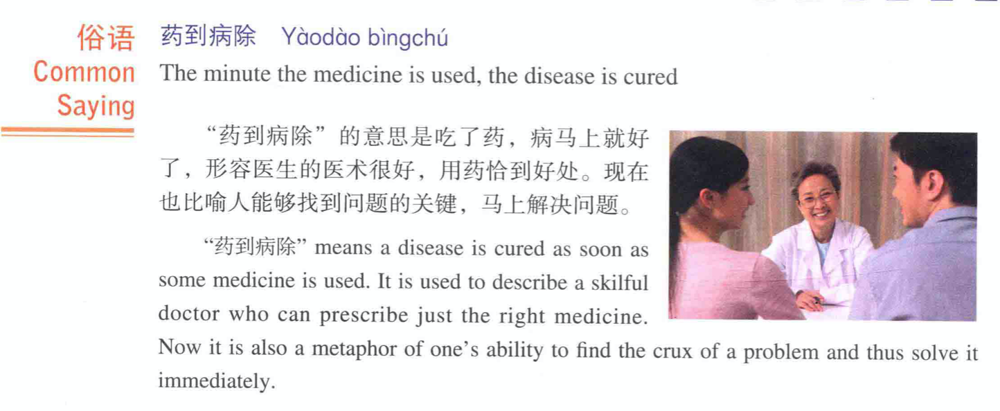 俗语
Common
Saying
药到病除 Yàodào bìngchú
The minute the medicine is used, the disease is cured
“药到病除”的意思是吃了药，病马上就好
了，形容医生的医术很好，用药恰到好处。现在
也比喻人能够找到问题的关键，马上解决问题。
“药到病除” means a disease is cured as soon as
some medicine is used. It is used to describe a skilful
doctor who can prescribe just the right medicine.
Now it is also a metaphor of one’s ability to find the crux of a problem and thus solve it
immediately.